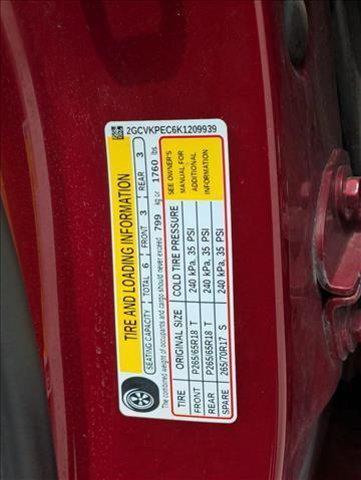 2GCVKPEC6K1209939
TIRE AND LOADING INFORMATION
SEATING CAPACITY TOTAL 6 FRONT 3 REAR 3
The combined weight of occupants and cargo should never exceed 799 kg or 1760 lbs
TIRE ORIGINAL SIZE COLD TIRE PRESSURE
FRONT P265/65R18 T 240 kPa, 35 PSI
REAR P265/65R18 T 240 kPa, 35 PSI
SPARE 265/70R17 S 240 kPa, 35 PSI
SEE OWNER'S
MANUAL FOR
ADDITIONAL
INFORMATION